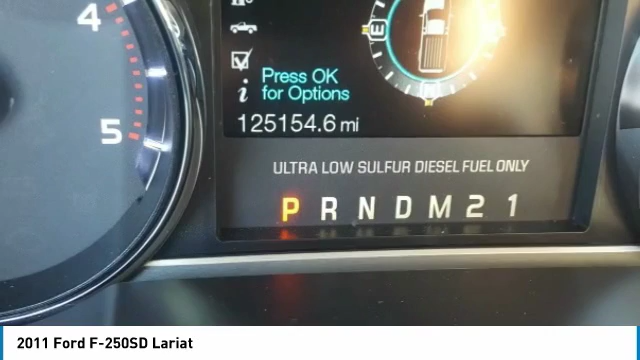 4
5
E
Press OK
i for Options
125154.6 mi
ULTRA LOW SULFUR DIESEL FUEL ONLY
P R N D M 2 1
2011 Ford F-250SD Lariat